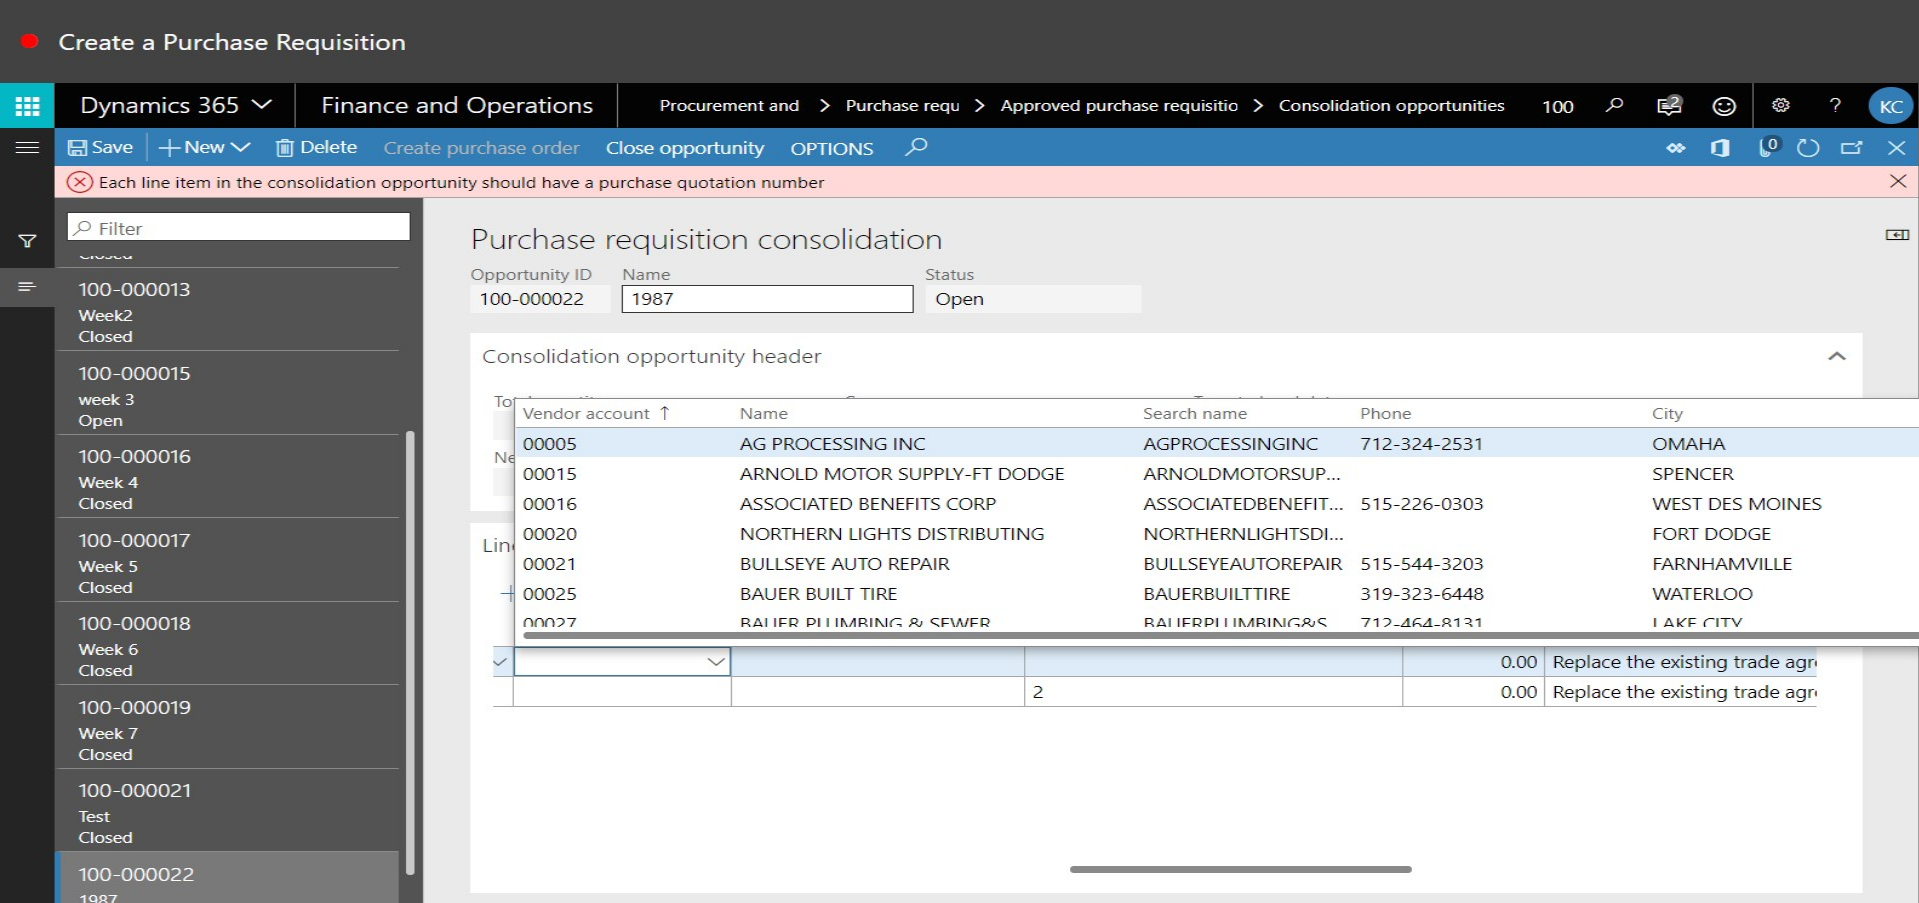 Create a Purchase Requisition
Dynamics 365 Finance and Operations Procurement and > Purchase requ > Approved purchase requisitio > Consolidation opportunities 100 2 ? KC
Save + New Delete Create purchase order Close opportunity OPTIONS 0
Each line item in the consolidation opportunity should have a purchase quotation number
Filter
Closed
100-000013
Week2
Closed
100-000015
week 3
Open
100-000016
Week 4
Closed
100-000017
Week 5
Closed
100-000018
Week 6
Closed
100-000019
Week 7
Closed
100-000021
Test
Closed
100-000022
1987
Purchase requisition consolidation
Opportunity ID Name Status
100-000022 1987 Open
Consolidation opportunity header
Vendor account ↑ Name Search name Phone City
00005 AG PROCESSING INC AGPROCESSINGINC 712-324-2531 OMAHA
00015 ARNOLD MOTOR SUPPLY-FT DODGE ARNOLDMOTORSUP... SPENCER
00016 ASSOCIATED BENEFITS CORP ASSOCIATEDBENEFIT... 515-226-0303 WEST DES MOINES
00020 NORTHERN LIGHTS DISTRIBUTING NORTHERNLIGHTSDI... FORT DODGE
00021 BULLSEYE AUTO REPAIR BULLSEYEAUTOREPAIR 515-544-3203 FARNHAMVILLE
00025 BAUER BUILT TIRE BAUERBUILTTIRE 319-323-6448 WATERLOO
00027 BAUER PLUMBING & SEWER BAUERPLUMBING&S 712-464-8131 LAKE CITY
0.00 Replace the existing trade agr
2 0.00 Replace the existing trade agr